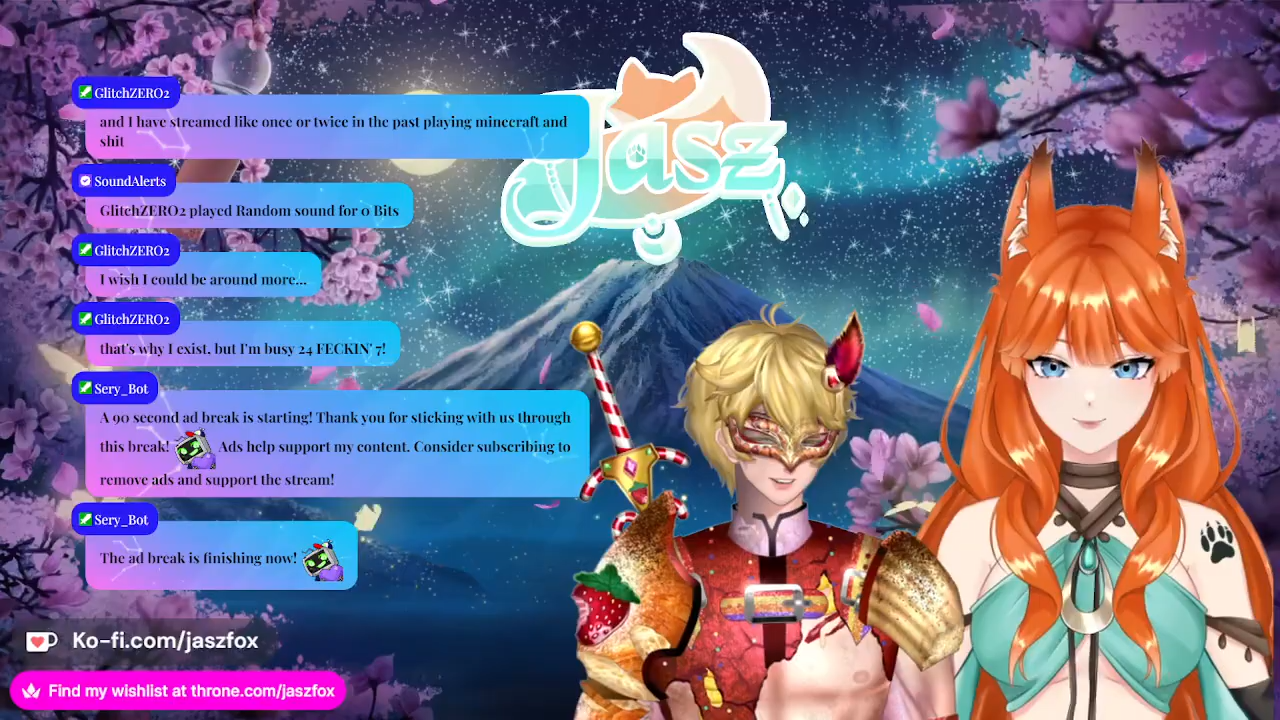 GlitchZERO2
and I have streamed like once or twice in the past playing minecraft and
shit
SoundAlerts
GlitchZERO2 played Random sound for 0 Bits
GlitchZERO2
I wish I could be around more...
GlitchZERO2
that's why I exist, but I'm busy 24 FECKIN' 7!
Sery_Bot
A 90 second ad break is starting! Thank you for sticking with us through
this break! Ads help support my content. Consider subscribing to
remove ads and support the stream!
Sery_Bot
The ad break is finishing now!
Ko-fi.com/jaszfox
Find my wishlist at throne.com/jaszfox
Jasz